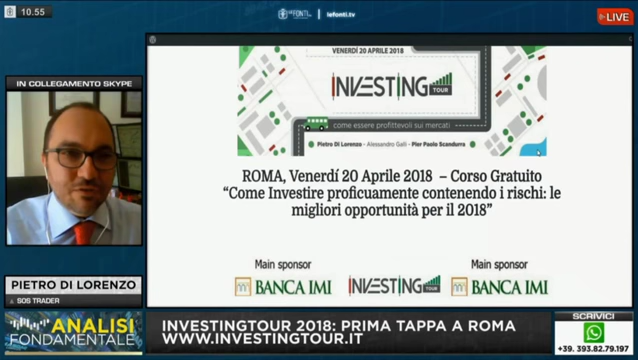 10.55
LEFONTI
lefonti.tv
LIVE
IN COLLEGAMENTO SKYPE
VENERDÌ 20 APRILE 2018
INVESTING
TOUR
come essere profittevoli sui mercati
Pietro Di Lorenzo - Alessandro Galli - Pier Paolo Scandurra
ROMA, Venerdí 20 Aprile 2018 – Corso Gratuito
“Come Investire proficuamente contenendo i rischi: le
migliori opportunità per il 2018”
Main sponsor
BANCA IMI
INVESTING
TOUR
Main sponsor
BANCA IMI
PIETRO DI LORENZO
SOS TRADER
ANALISI
FONDAMENTALE
INVESTINGTOUR 2018: PRIMA TAPPA A ROMA
WWW.INVESTINGTOUR.IT
SCRIVICI
+39. 393.82.79.197